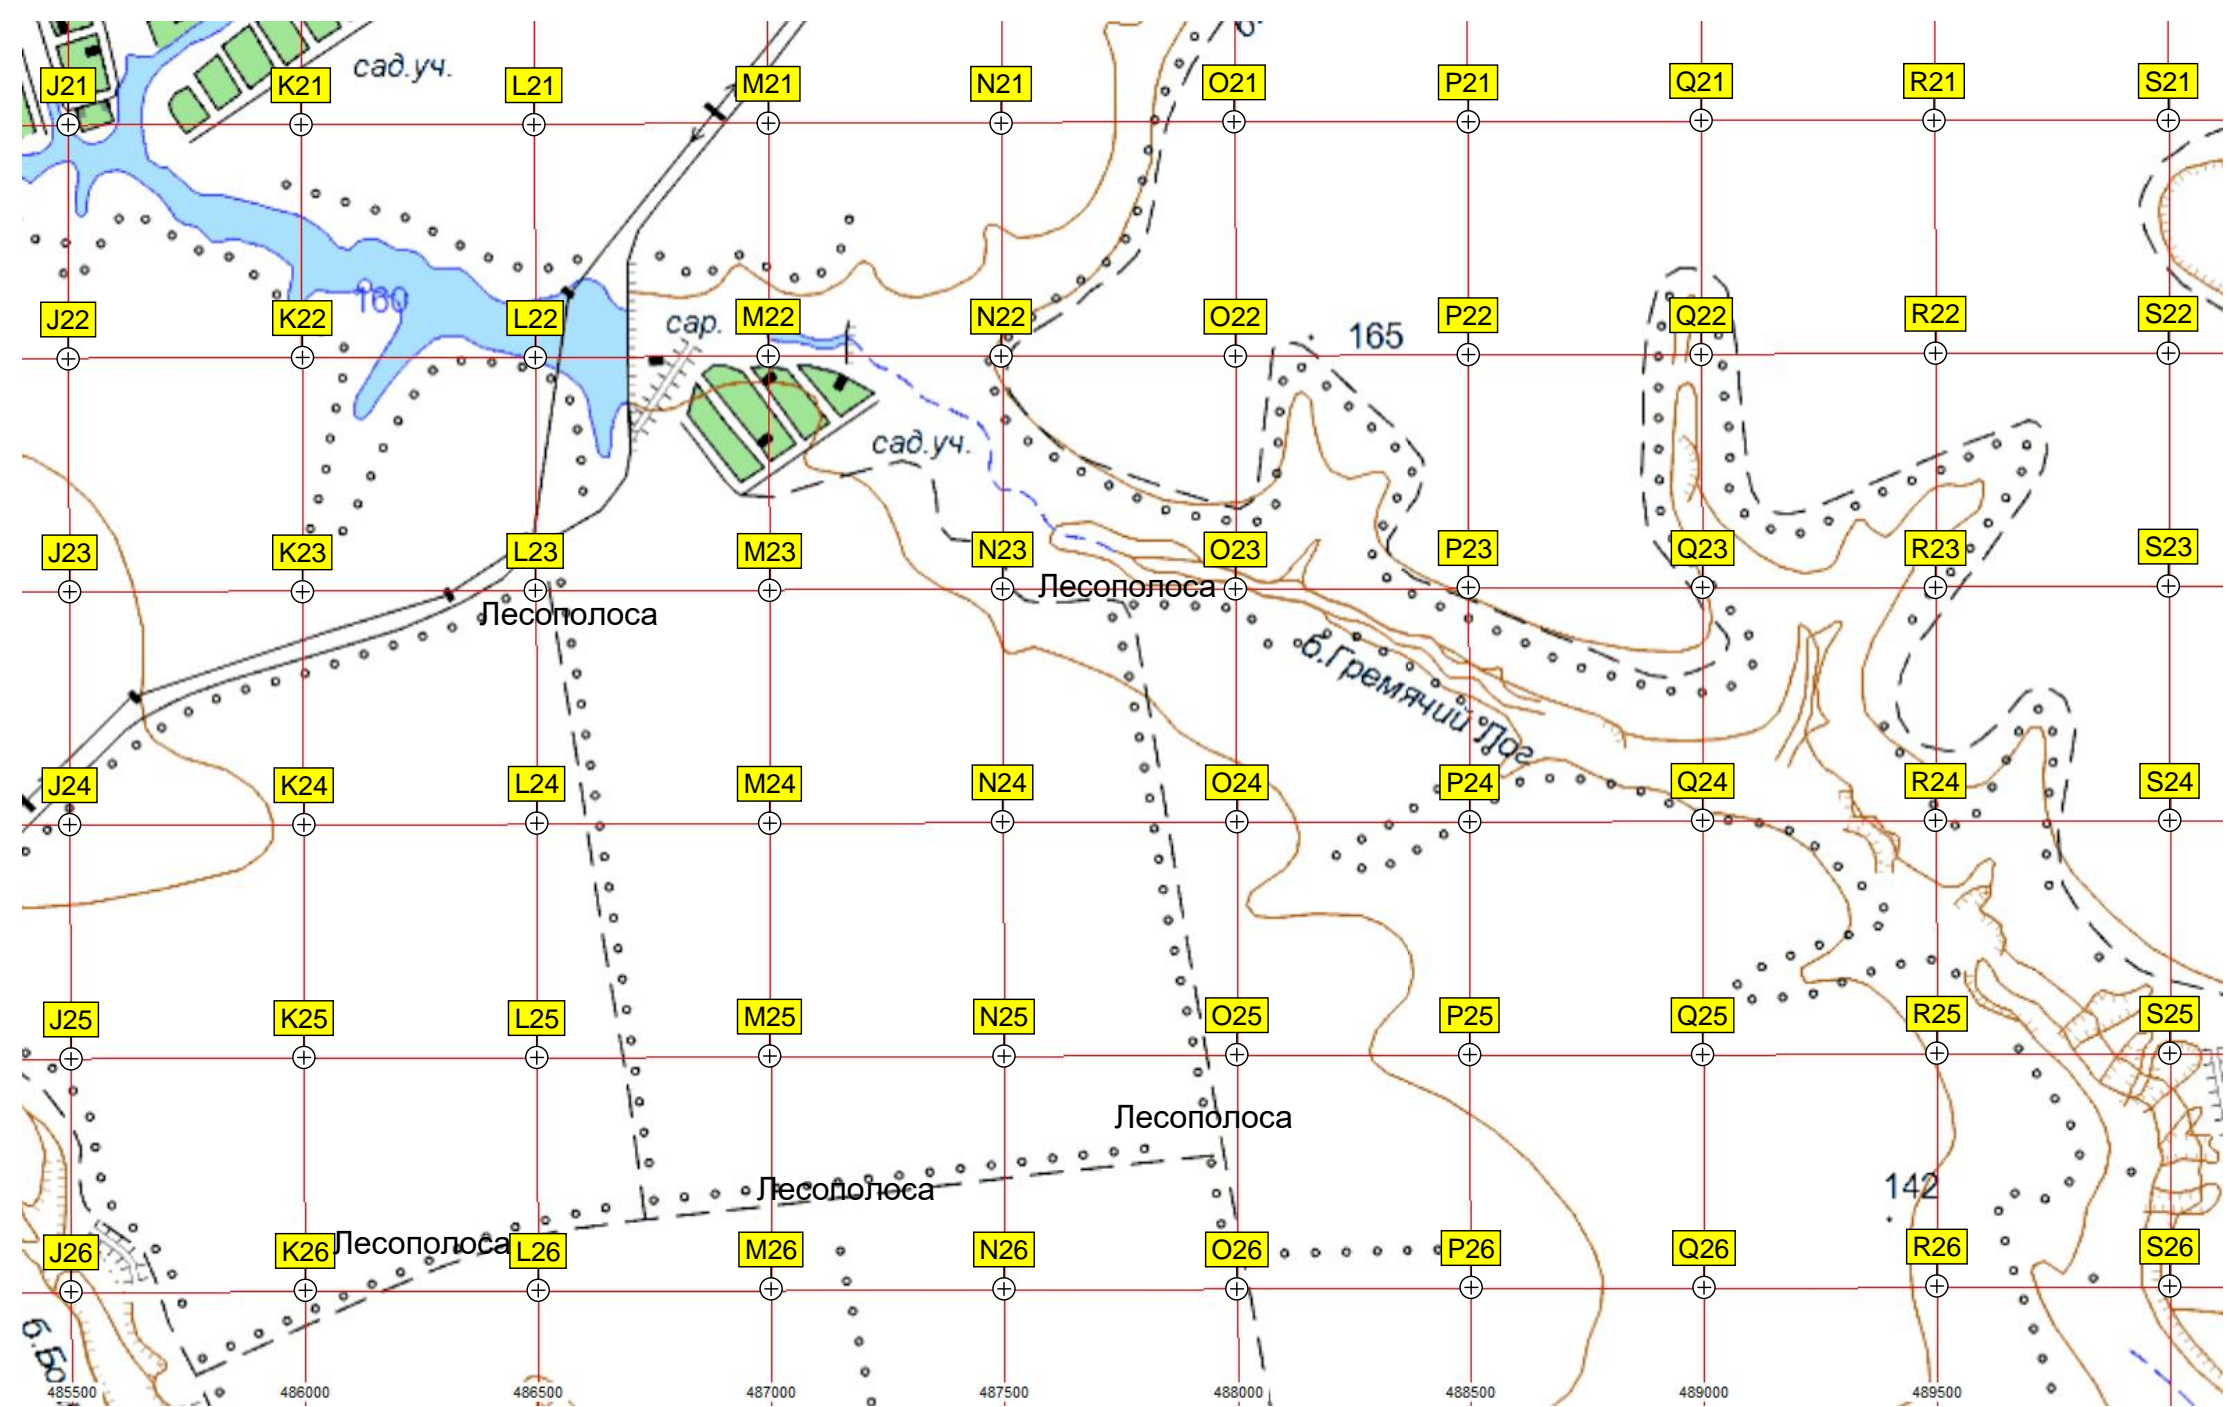 сад.уч.
J21 K21 L21 M21 N21 O21 P21 Q21 R21 S21
160
сар.
165
J22 K22 L22 M22 N22 O22 P22 Q22 R22 S22
сад.уч.
J23 K23 L23 M23 N23 O23 P23 Q23 R23 S23
Лесополоса
Лесополоса
б.Гремячий Лог
J24 K24 L24 M24 N24 O24 P24 Q24 R24 S24
J25 K25 L25 M25 N25 O25 P25 Q25 R25 S25
Лесополоса
Лесополоса
142
Лесополоса
J26 K26 L26 M26 N26 O26 P26 Q26 R26 S26
б.Бо
485500 486000 486500 487000 487500 488000 488500 489000 489500